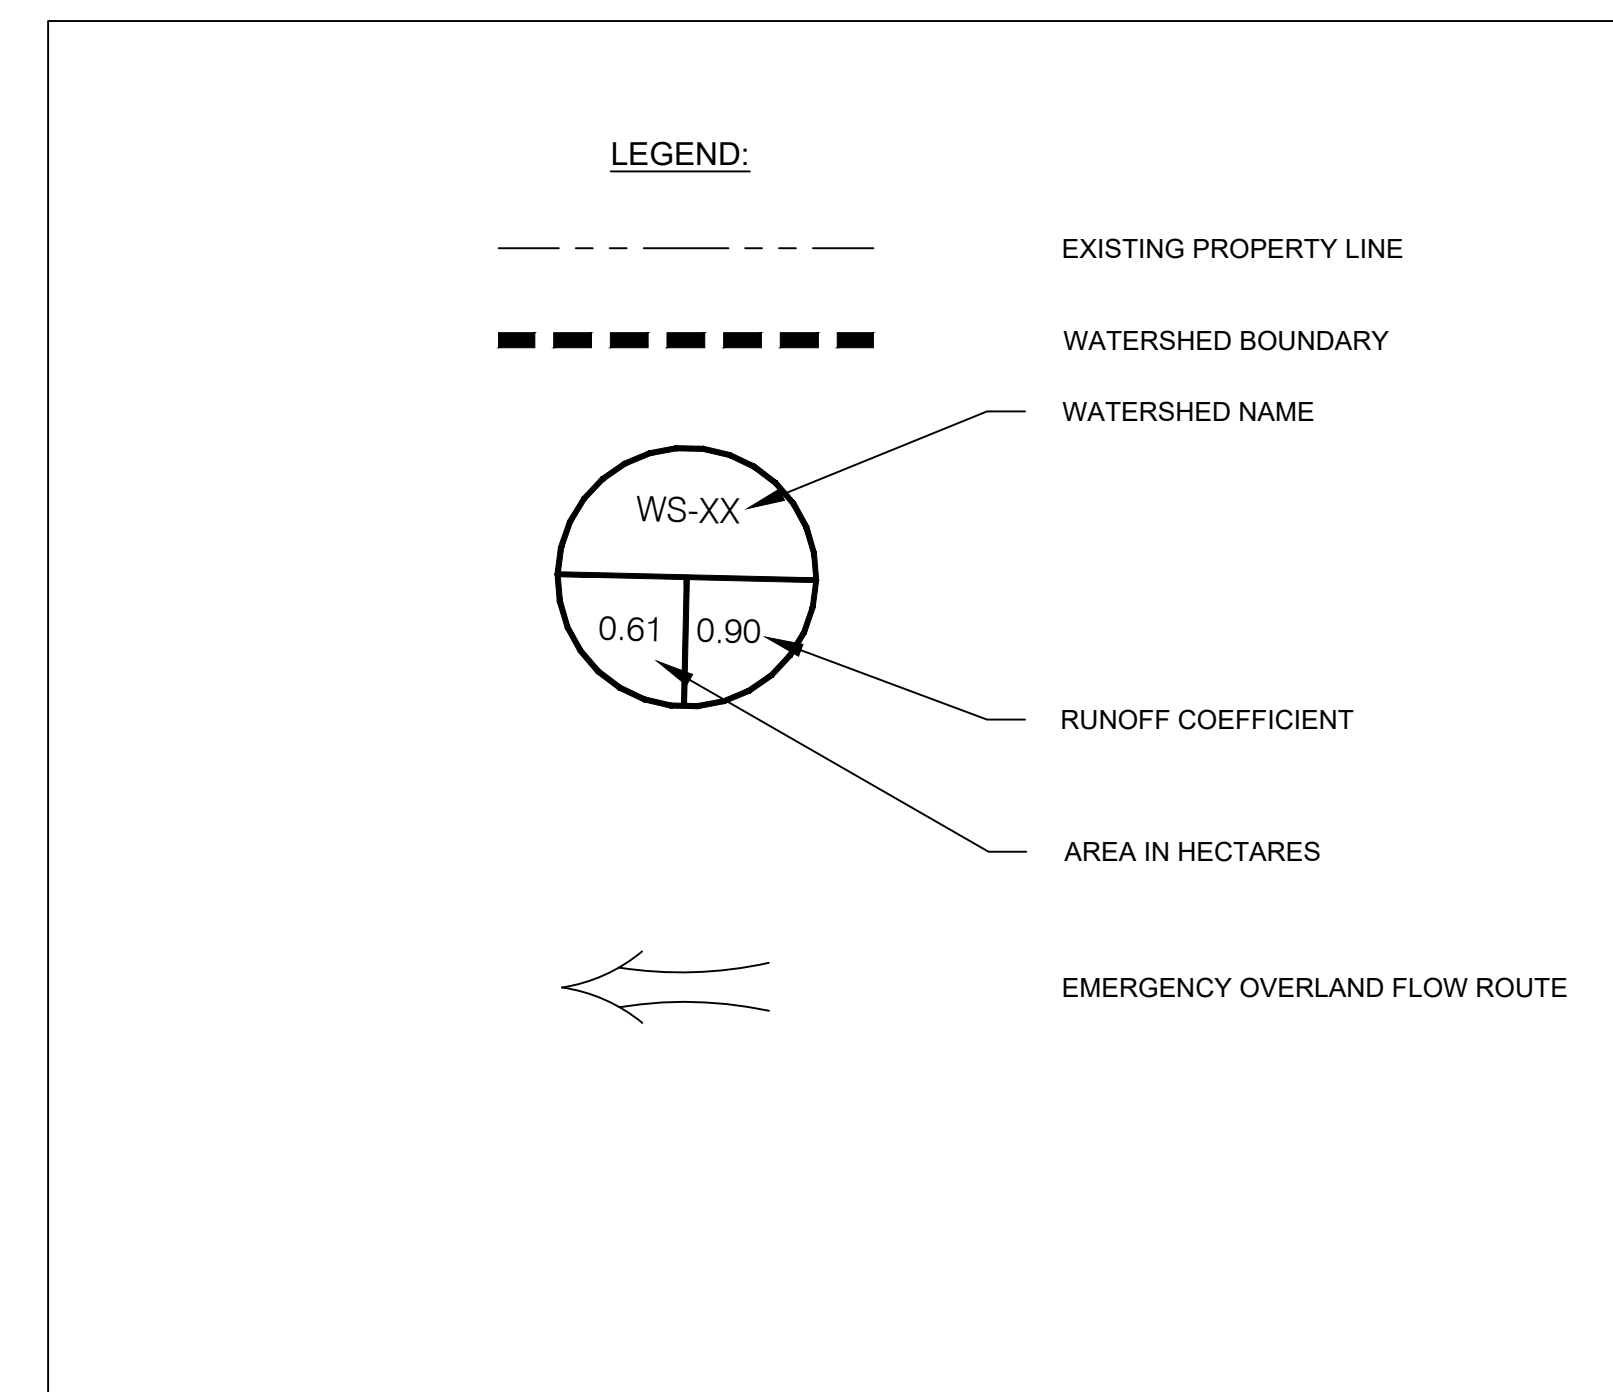 LEGEND:
EXISTING PROPERTY LINE
WATERSHED BOUNDARY
WATERSHED NAME
WS-XX
0.61 0.90
RUNOFF COEFFICIENT
AREA IN HECTARES
EMERGENCY OVERLAND FLOW ROUTE